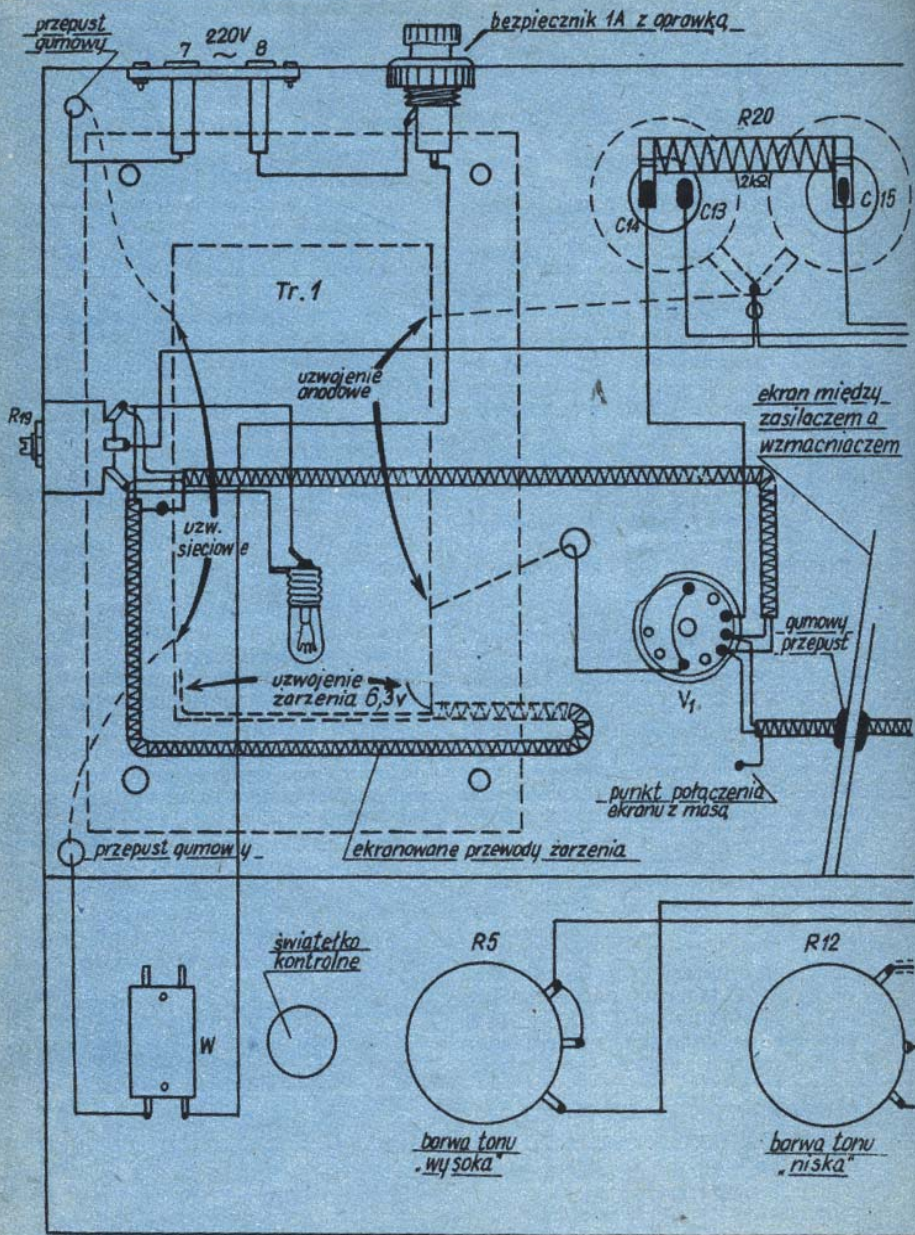 przepust
gumowy
7
220V
~
8
bezpiecznik 1A z oprawką
R20
2kΩ
C14
C13
C 15
Tr. 1
uzwojenie
anodowe
ekran między
zasilaczem a
wzmacniaczem
R19
uzw.
sieciowe
gumowy
przepust
uzwojenie
żarzenia 6,3v
V1
punkt połączenia
ekranu z masą
przepust gumowy
ekranowane przewody żarzenia
światełko
kontrolne
R5
R12
W
barwa tonu
„wysoka"
barwa tonu
„niska"